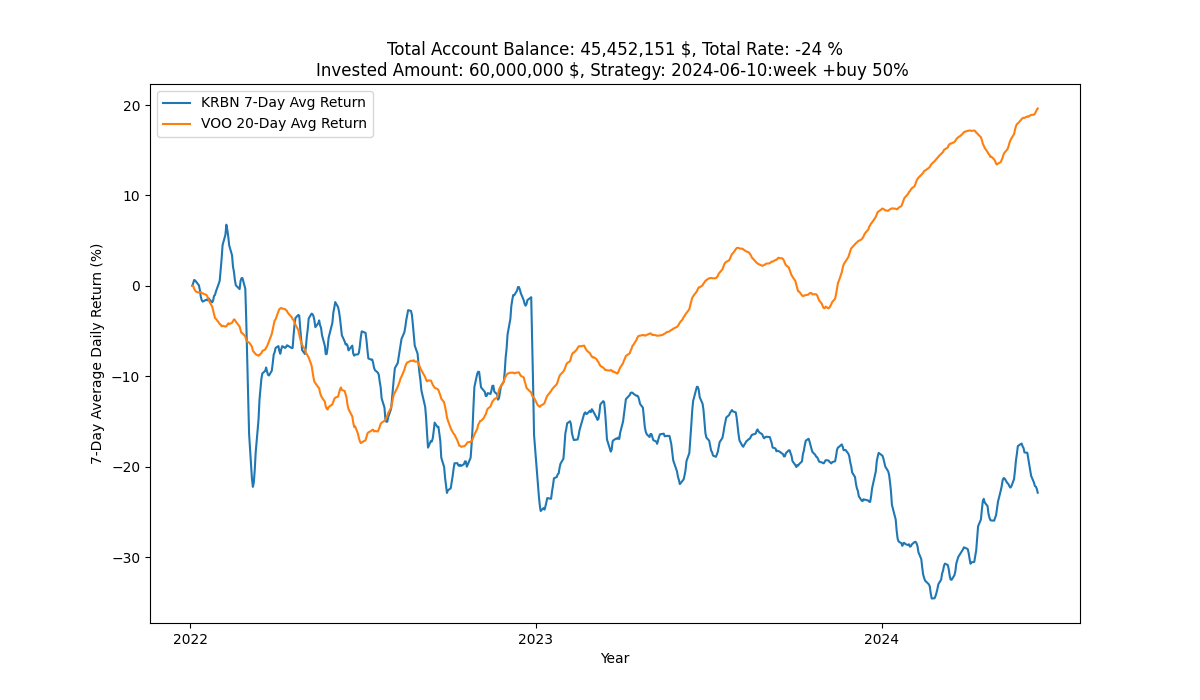 Total Account Balance: 45,452,151 $, Total Rate: -24 %
Invested Amount: 60,000,000 $, Strategy: 2024-06-10:week +buy 50%
KRBN 7-Day Avg Return
VOO 20-Day Avg Return
7-Day Average Daily Return (%)
20
10
0
−10
−20
−30
2022
2023
2024
Year